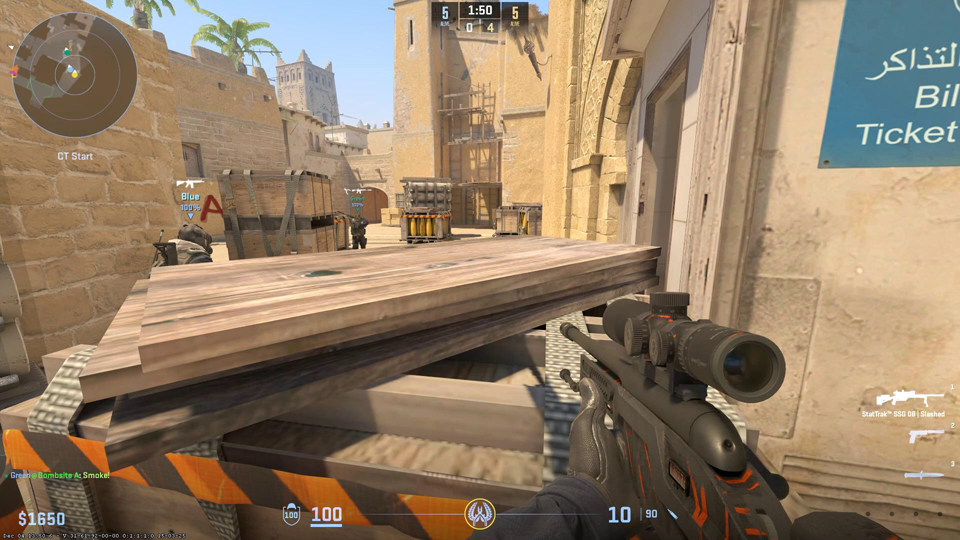 5
1:50
5
0 4
CT Start
Blue
100%
A
100%
التذاكر
Bil
Ticket
1
StatTrak™ SSG 08 | Slashed
2
3
Bombsite A: Smoke!
$1650
100
100
10
90